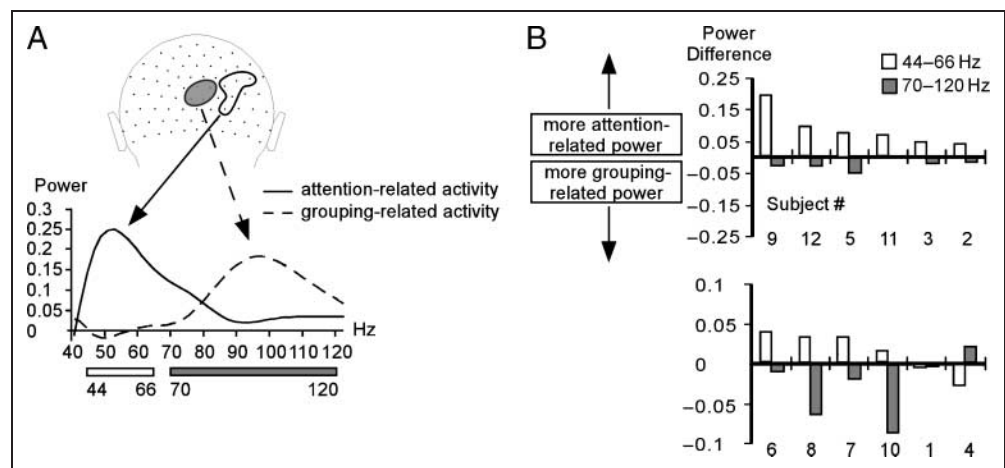 A
Power
attention-related activity
grouping-related activity
0.3
0.25
0.2
0.15
0.1
0.05
0
Hz
40 50 60 70 80 90 100 110 120
44 66 70 120
B
Power
Difference
44–66 Hz
70–120 Hz
more attention-
related power
more grouping-
related power
0.25
0.15
0.05
−0.05
−0.15
−0.25
Subject #
9 12 5 11 3 2
0.1
0.05
0
−0.05
−0.1
6 8 7 10 1 4